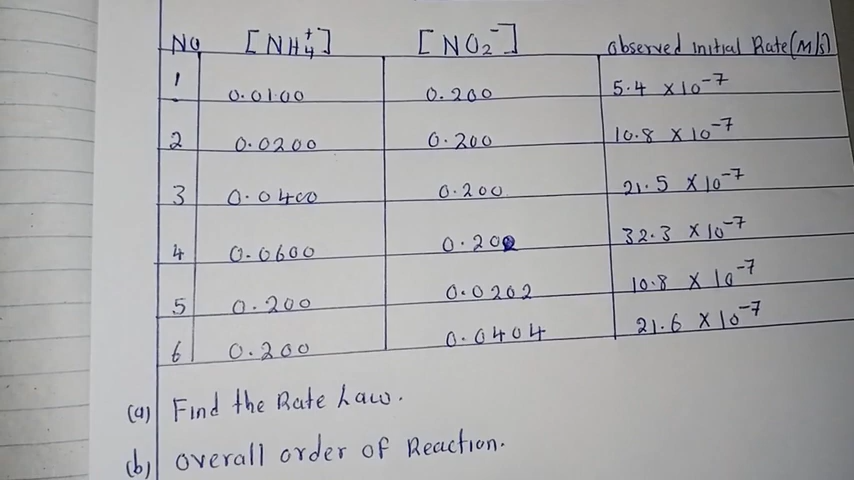 No [NH₄⁺] [NO₂⁻] observed Initial Rate(M/s)
1 0.0100 0.200 5.4 × 10⁻⁷
2 0.0200 0.200 10.8 × 10⁻⁷
3 0.0400 0.200 21.5 × 10⁻⁷
4 0.0600 0.200 32.3 × 10⁻⁷
5 0.200 0.0202 10.8 × 10⁻⁷
6 0.200 0.0404 21.6 × 10⁻⁷
(a) Find the Rate Law.
(b) overall order of Reaction.